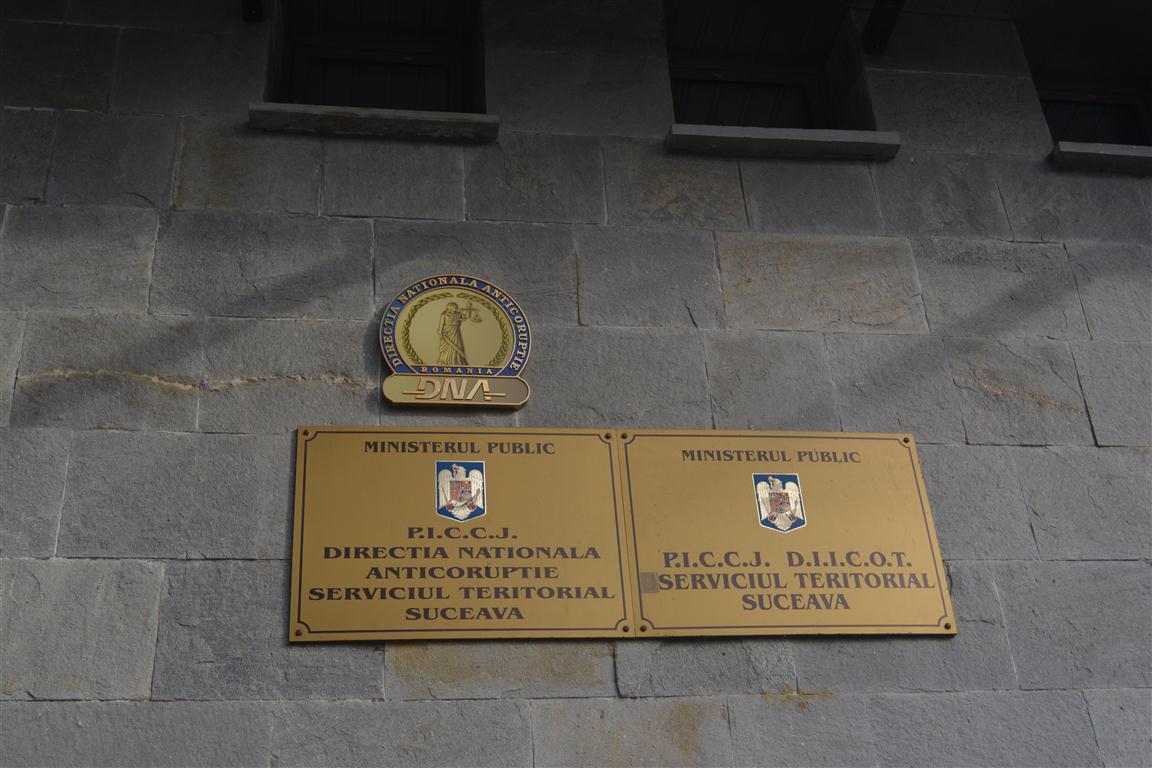 DIRECTIA NATIONALA ANTICORUPTIE
ROMANIA
DNA
MINISTERUL PUBLIC
P.I.C.C.J.
DIRECTIA NATIONALA
ANTICORUPTIE
SERVICIUL TERITORIAL
SUCEAVA
MINISTERUL PUBLIC
P.I.C.C.J. D.I.I.C.O.T.
SERVICIUL TERITORIAL
SUCEAVA